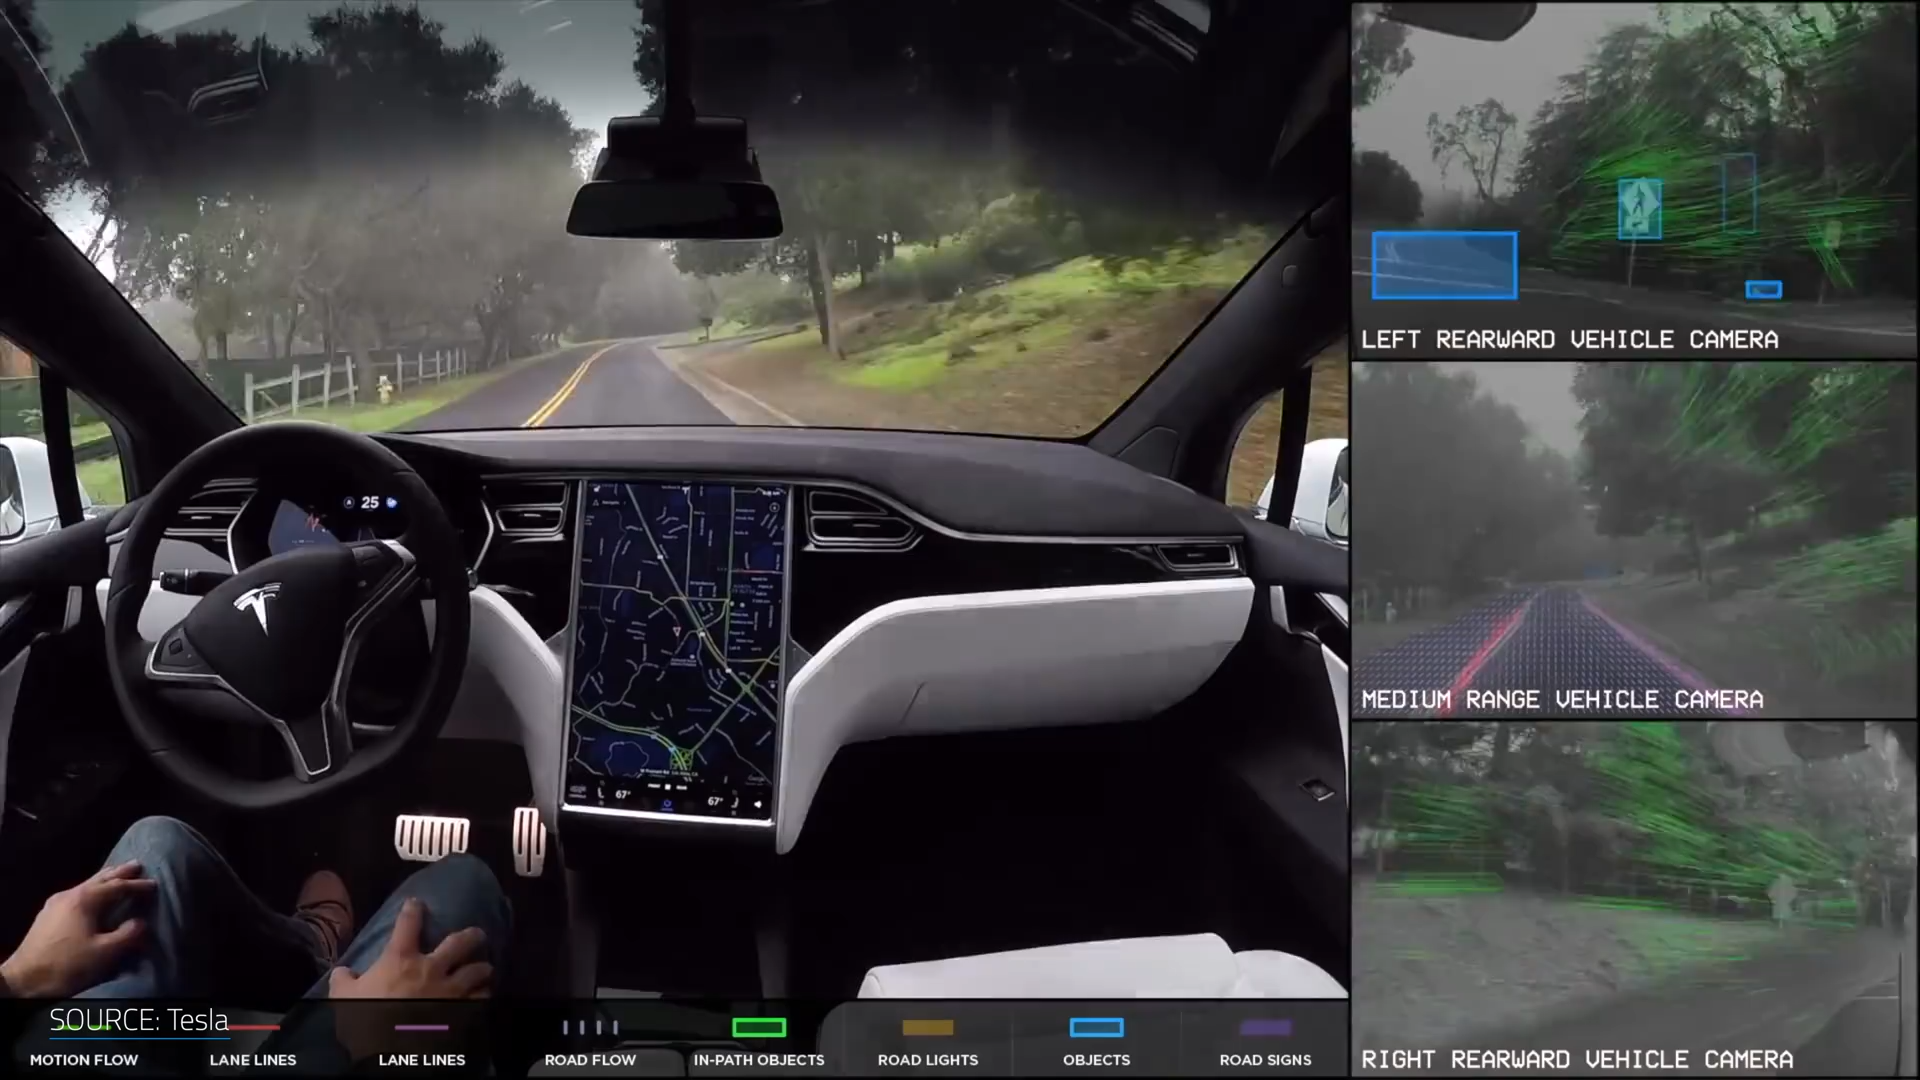 25
67°
67°
LEFT REARWARD VEHICLE CAMERA
MEDIUM RANGE VEHICLE CAMERA
RIGHT REARWARD VEHICLE CAMERA
SOURCE: Tesla
MOTION FLOW
LANE LINES
LANE LINES
ROAD FLOW
IN-PATH OBJECTS
ROAD LIGHTS
OBJECTS
ROAD SIGNS